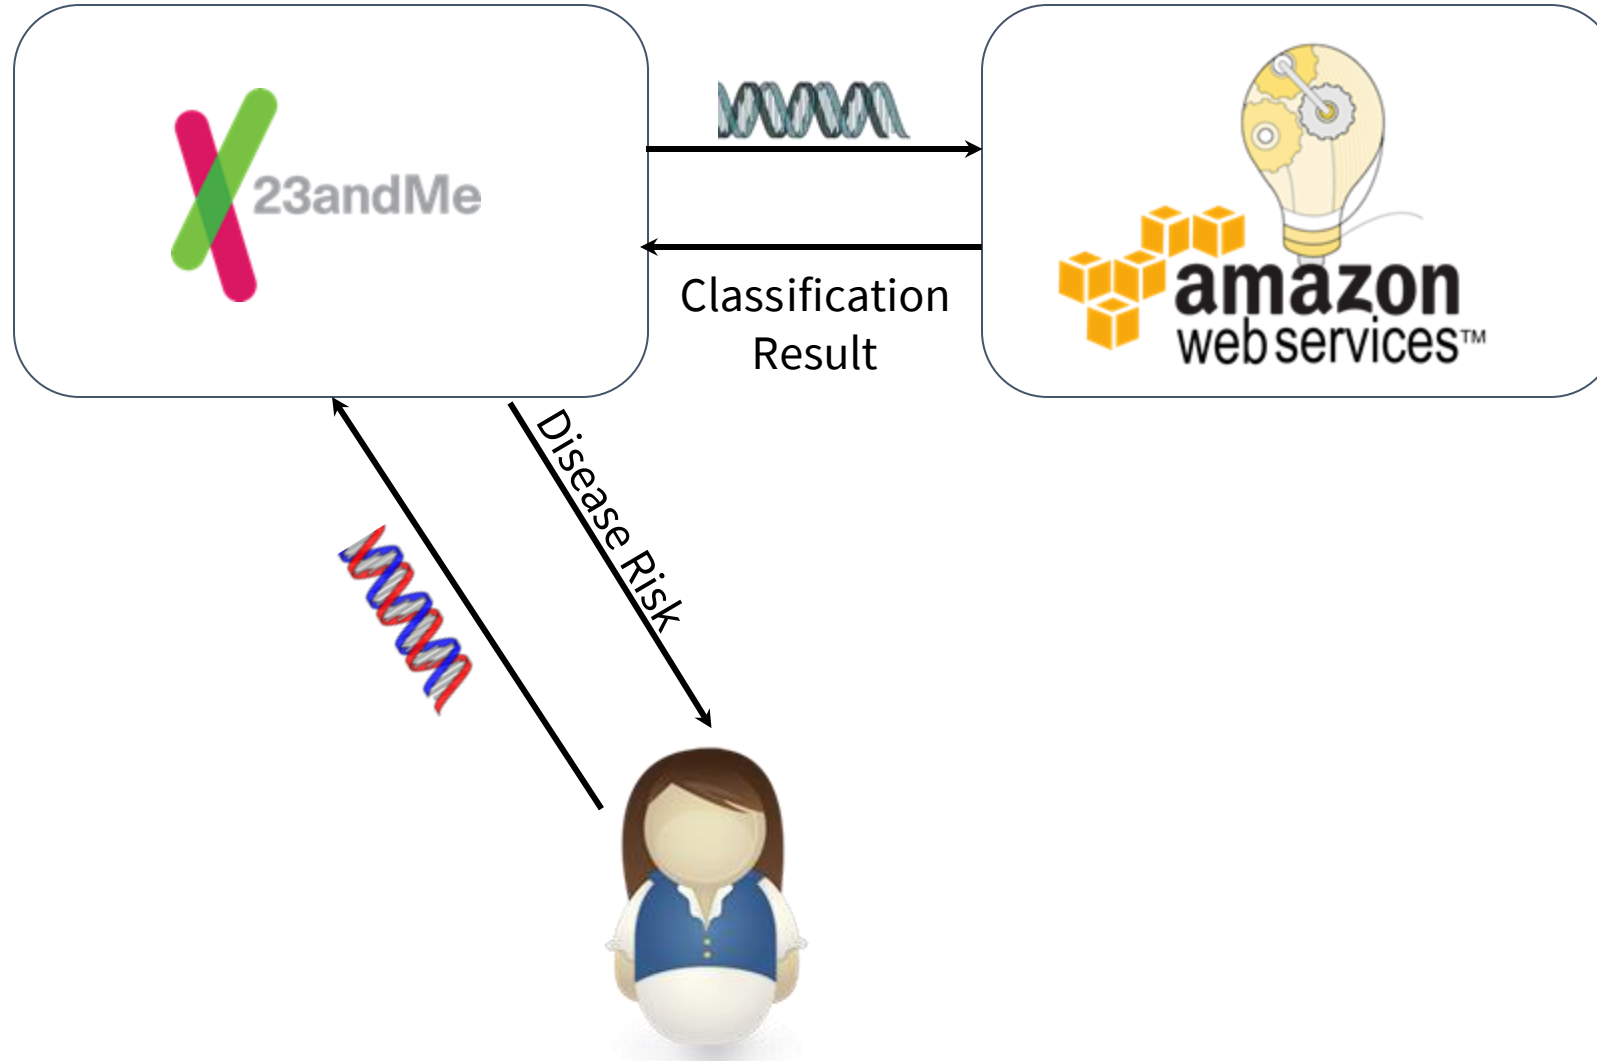 23andMe
amazon
web services™
Classification
Result
Disease Risk